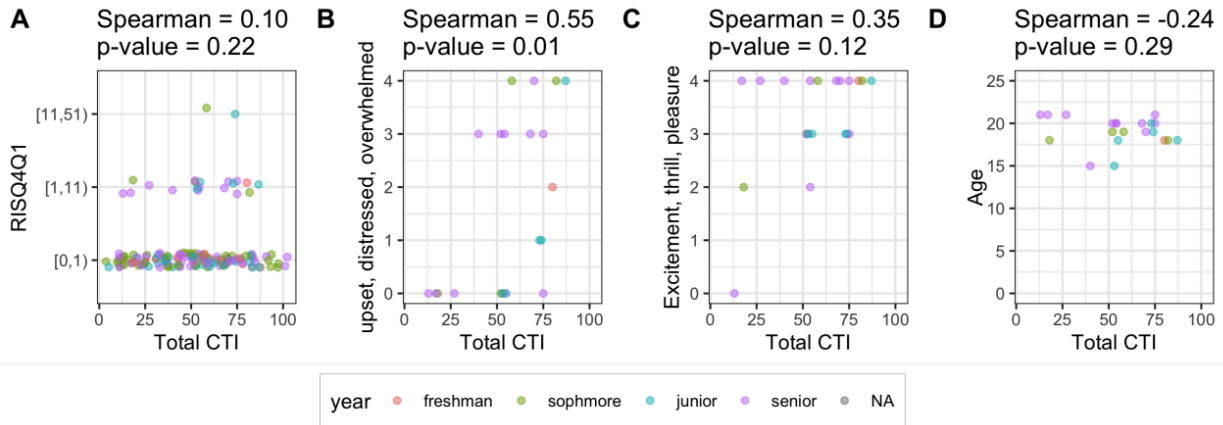 A
Spearman = 0.10
p-value = 0.22
RISQ4Q1
[11,51)
[1,11)
[0,1)
0 25 50 75 100
Total CTI
B
Spearman = 0.55
p-value = 0.01
upset, distressed, overwhelmed
4
3
2
1
0
0 25 50 75 100
Total CTI
C
Spearman = 0.35
p-value = 0.12
Excitement, thrill, pleasure
4
3
2
1
0
0 25 50 75 100
Total CTI
D
Spearman = -0.24
p-value = 0.29
Age
25
20
15
10
5
0
0 25 50 75 100
Total CTI
year freshman sophmore junior senior NA